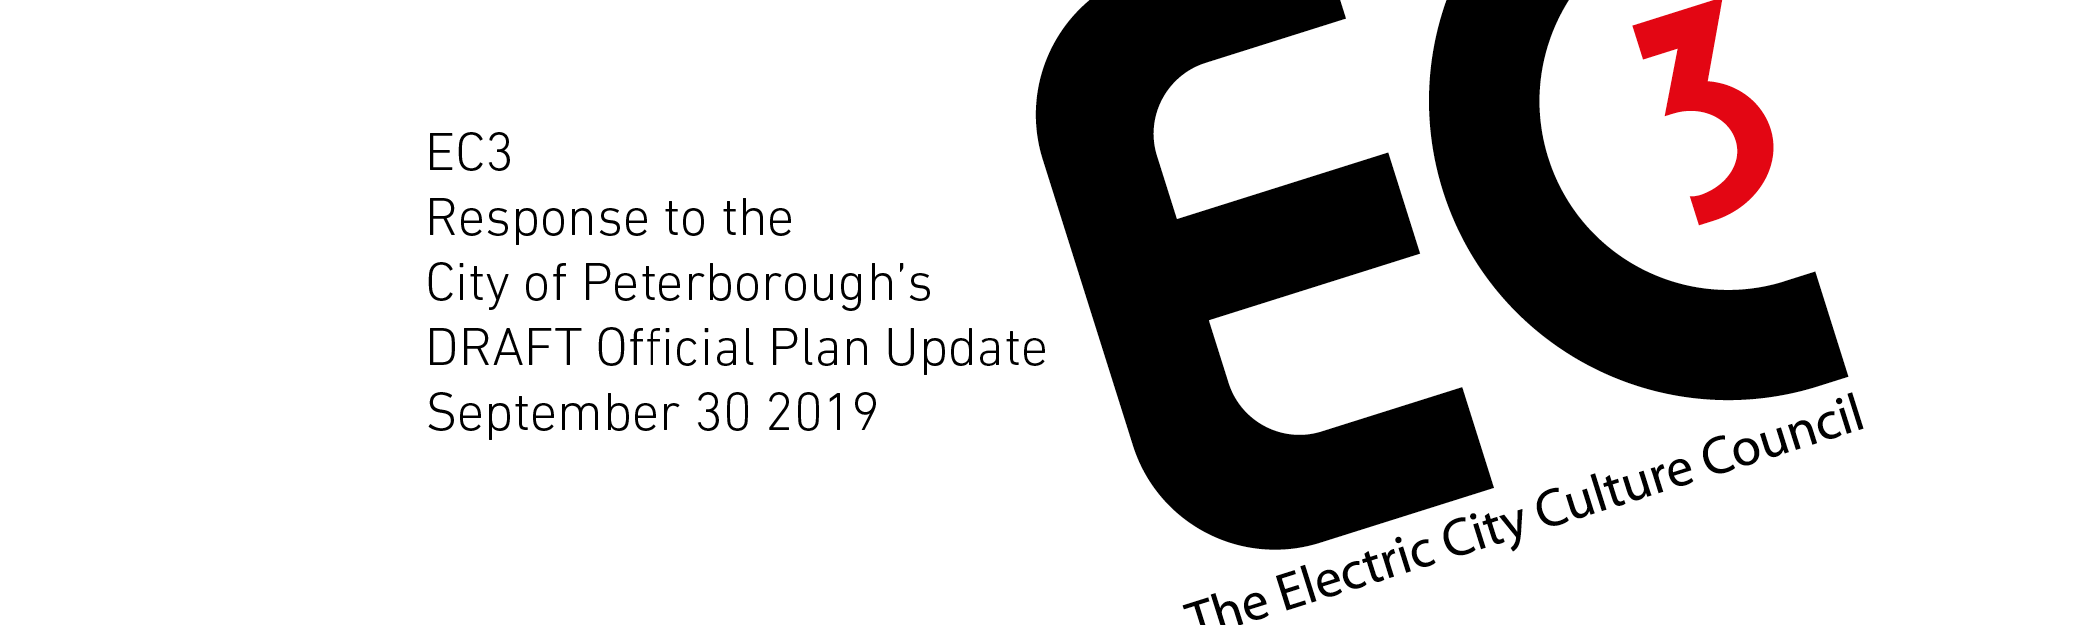 EC3
Response to the
City of Peterborough’s
DRAFT Official Plan Update
September 30 2019
EC3
The Electric City Culture Council